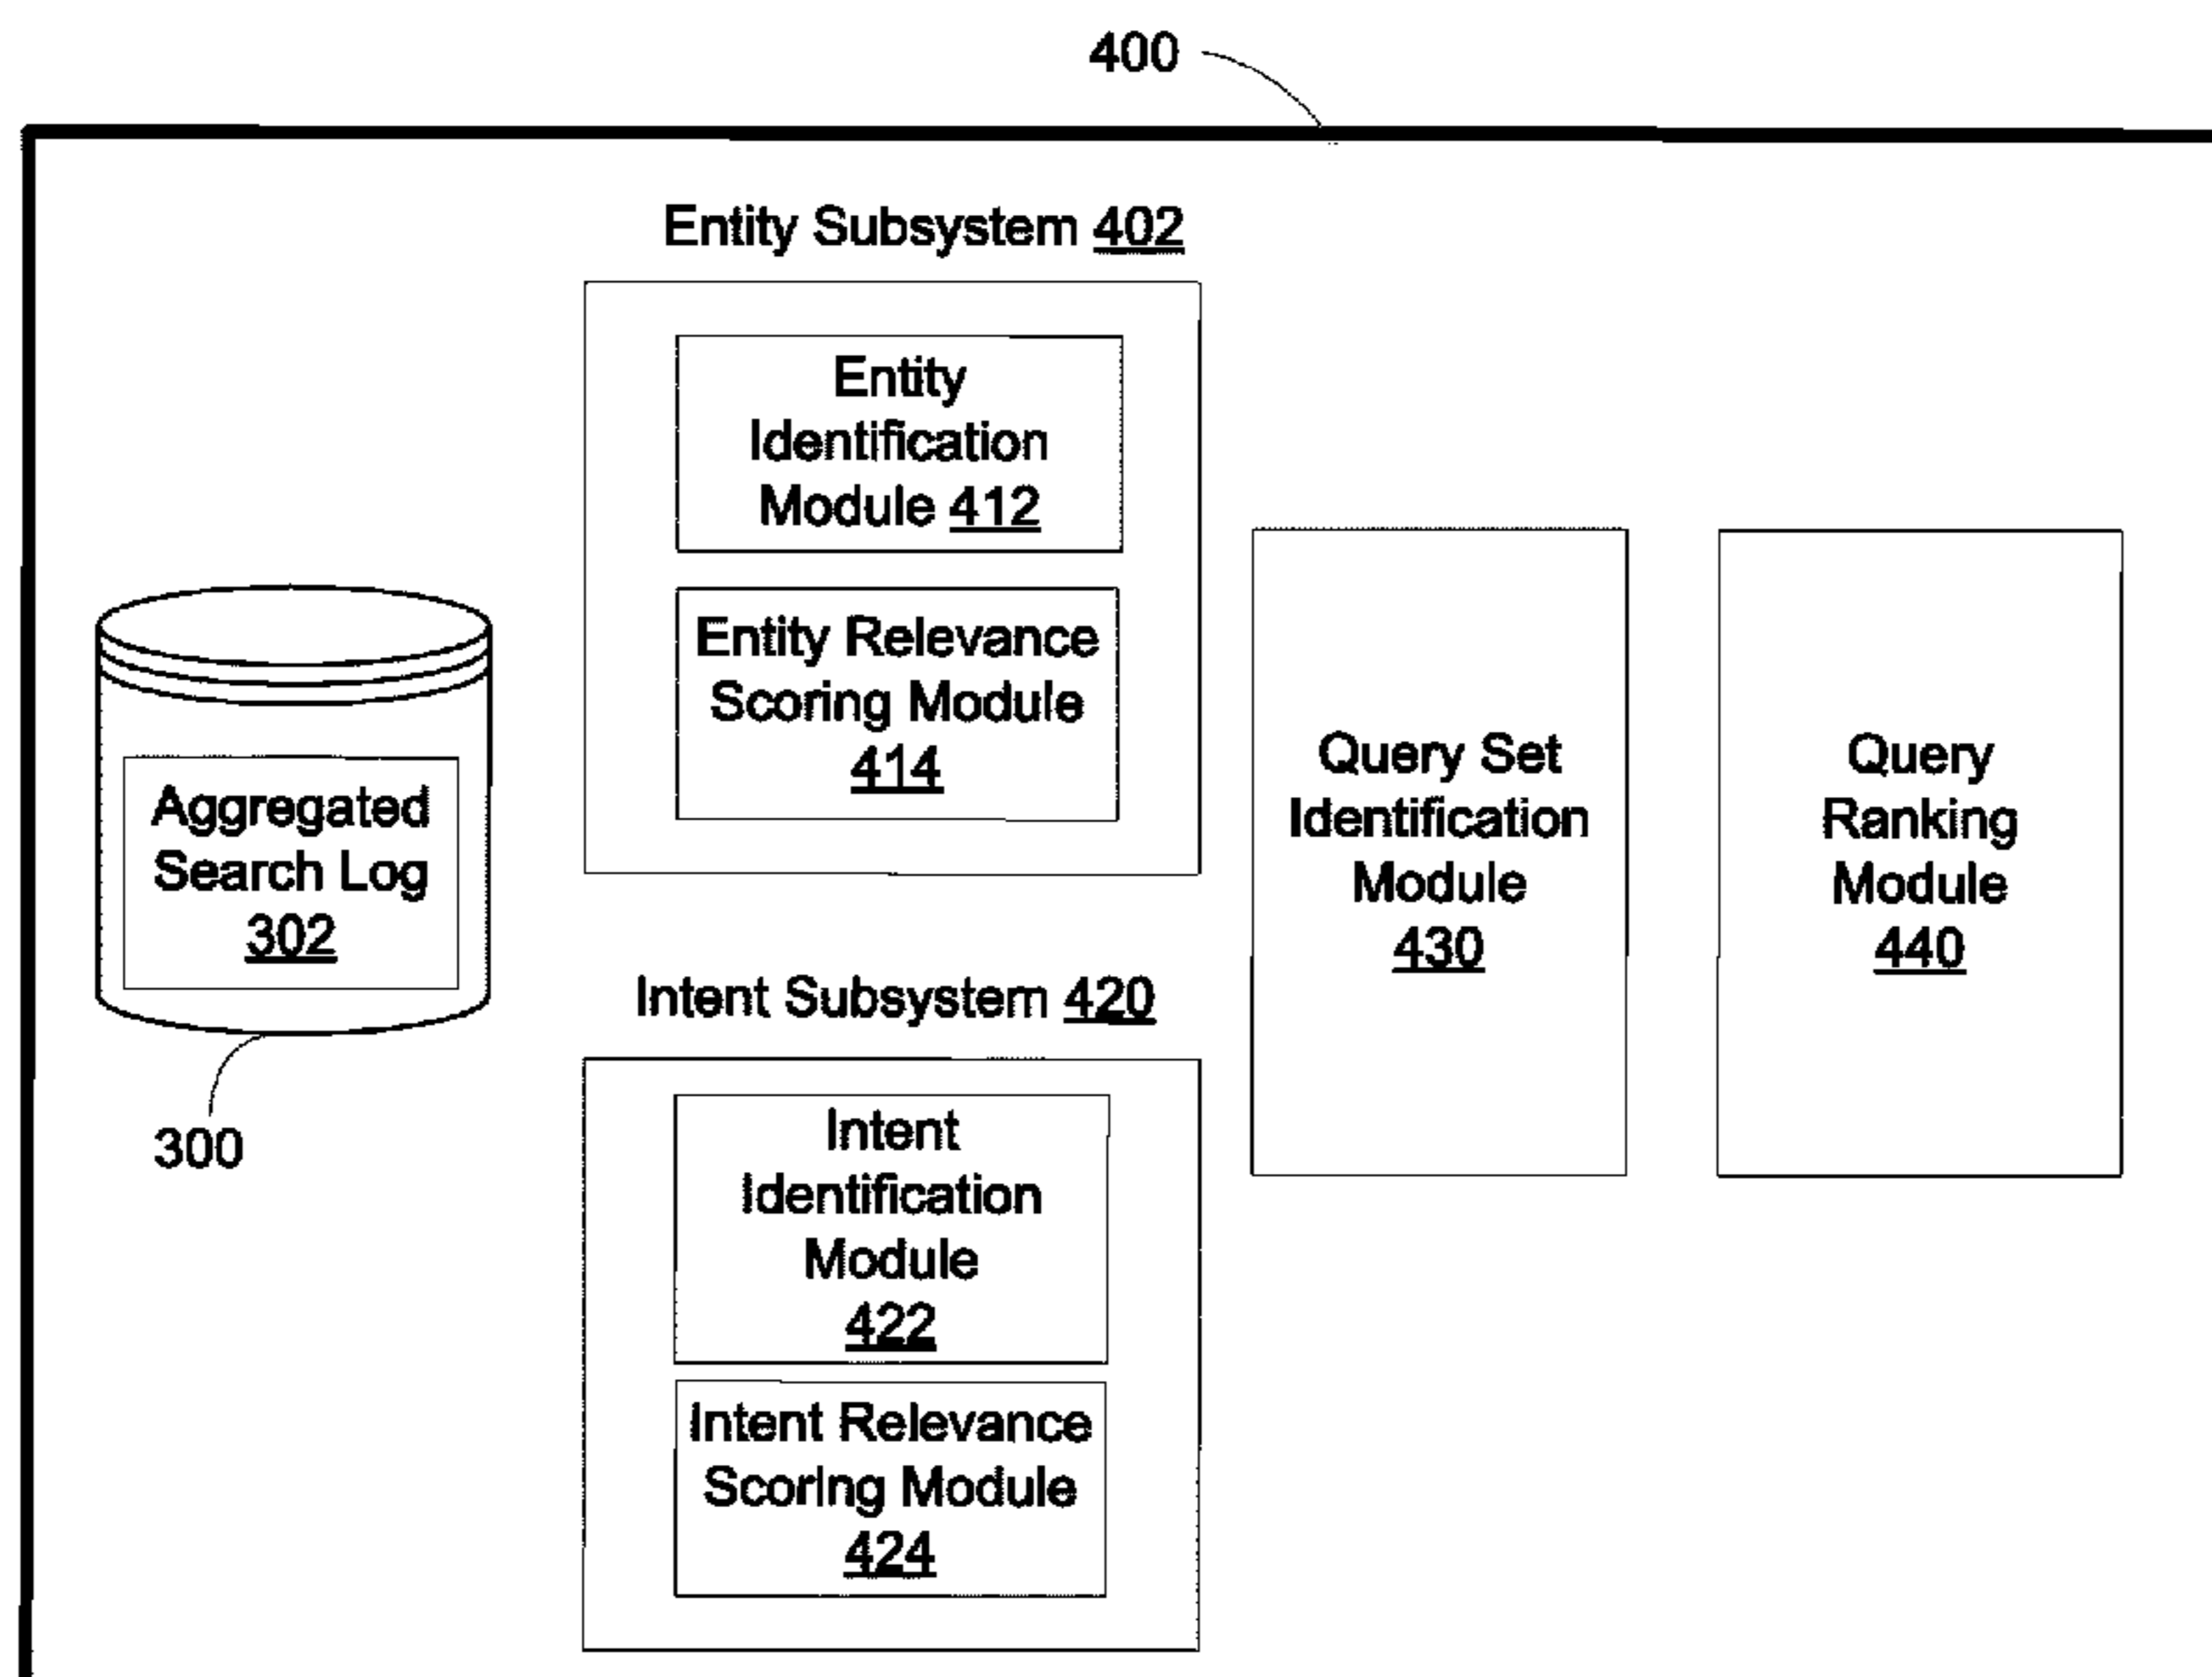 400
Entity Subsystem 402
Entity
Identification
Module 412
Entity Relevance
Scoring Module
414
Aggregated
Search Log
302
300
Intent Subsystem 420
Intent
Identification
Module
422
Intent Relevance
Scoring Module
424
Query Set
Identification
Module
430
Query
Ranking
Module
440